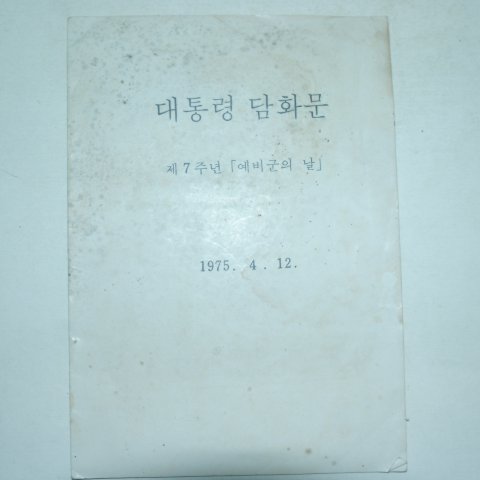 대통령 담화문
제 7 주년 「예비군의 날」
1975. 4. 12.